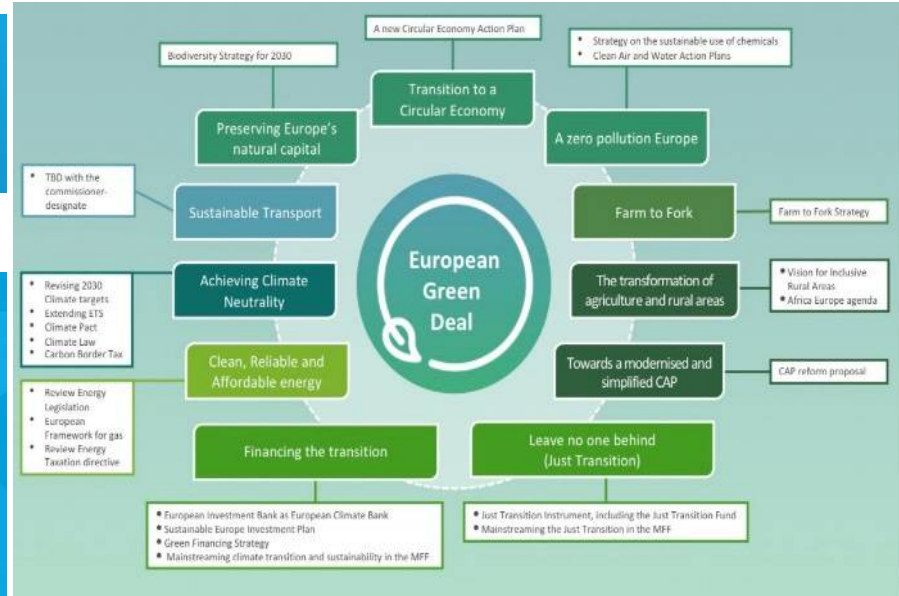 A new Circular Economy Action Plan
Biodiversity Strategy for 2030
• Strategy on the sustainable use of chemicals
• Clean Air and Water Action Plans
Transition to a
Circular Economy
Preserving Europe's
natural capital
A zero pollution Europe
• TBD with the
commissioner-
designate
Sustainable Transport
Farm to Fork
Farm to Fork Strategy
European
Green
Deal
• Revising 2030
Climate targets
• Extending ETS
• Climate Pact
• Climate Law
• Carbon Border Tax
Achieving Climate
Neutrality
The transformation of
agriculture and rural areas
• Vision for Inclusive
Rural Areas
• Africa Europe agenda
Clean, Reliable and
Affordable energy
Towards a modernised and
simplified CAP
CAP reform proposal
• Review Energy
Legislation
• European
Framework for gas
• Review Energy
Taxation directive
Financing the transition
Leave no one behind
(Just Transition)
• European Investment Bank as European Climate Bank
• Sustainable Europe Investment Plan
• Green Financing Strategy
• Mainstreaming climate transition and sustainability in the MFF
• Just Transition Instrument, including the Just Transition Fund
• Mainstreaming the Just Transition in the MFF